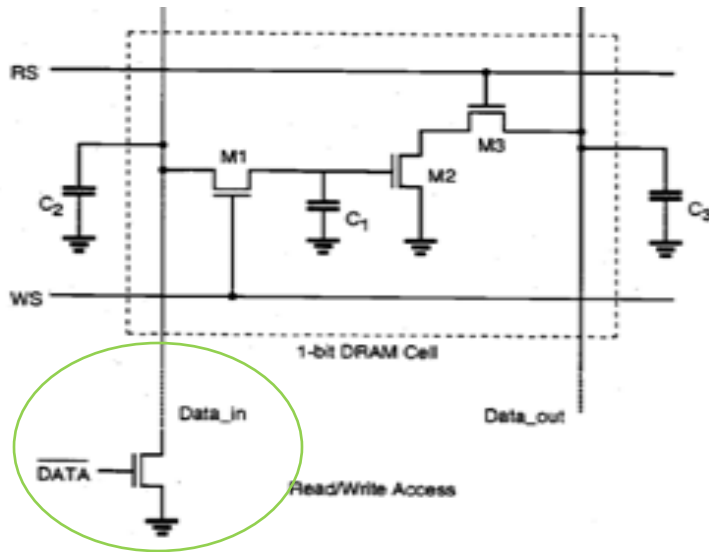 RS
M1
M3
M2
C2
C1
C3
WS
1-bit DRAM Cell
Data_in
Data_out
DATA
Read/Write Access